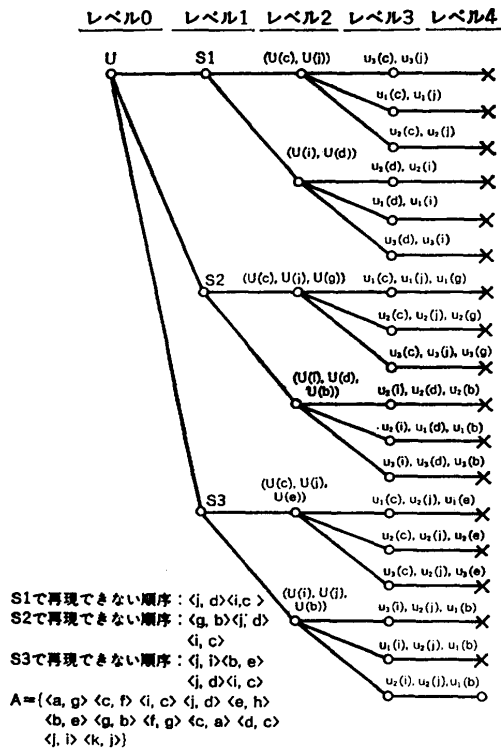 レベル0 レベル1 レベル2 レベル3 レベル4
U S1 (U(c), U(j)) u₃(c), u₃(j)
u₁(c), u₁(j)
u₂(c), u₂(j)
(U(i), U(d))
u₂(d), u₂(i)
u₁(d), u₁(i)
u₃(d), u₃(i)
S2 (U(c), U(j), U(g)) u₁(c), u₁(j), u₁(g)
u₂(c), u₂(j), u₂(g)
u₃(c), u₃(j), u₃(g)
(U(i), U(d),
U(b))
u₂(i), u₂(d), u₂(b)
u₂(i), u₁(d), u₁(b)
u₃(i), u₃(d), u₃(b)
S3 (U(c), U(j),
U(e))
u₁(c), u₂(j), u₁(e)
u₂(c), u₂(j), u₂(e)
u₃(c), u₂(j), u₃(e)
(U(i), U(j),
U(b))
u₃(i), u₂(j), u₁(b)
u₁(i), u₂(j), u₁(b)
u₂(i), u₂(j), u₁(b)
S1で再現できない順序：<j, d><i,c >
S2で再現できない順序：<g, b><j, d>
<i, c>
S3で再現できない順序：<j, i><b, e>
<j, d><i, c>
A={<a, g> <c, f> <i, c> <j, d> <e, h>
<b, e> <g, b> <f, g> <c, a> <d, c>
<j, i> <k, j>}